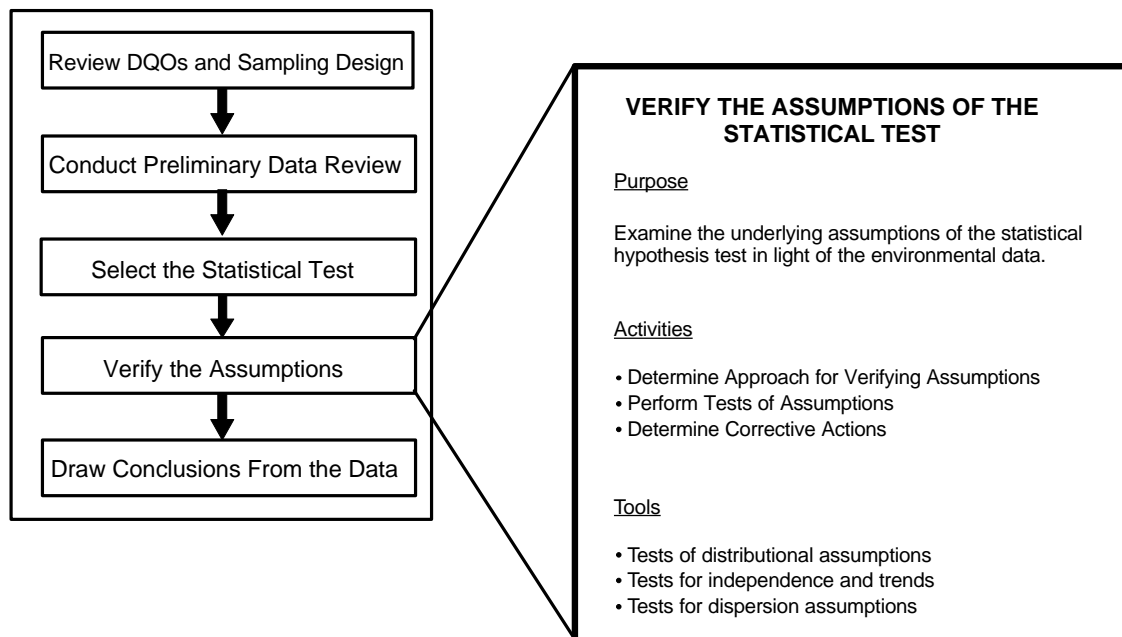 Review DQOs and Sampling Design
Conduct Preliminary Data Review
Select the Statistical Test
Verify the Assumptions
Draw Conclusions From the Data
VERIFY THE ASSUMPTIONS OF THE
STATISTICAL TEST
Purpose
Examine the underlying assumptions of the statistical
hypothesis test in light of the environmental data.
Activities
• Determine Approach for Verifying Assumptions
• Perform Tests of Assumptions
• Determine Corrective Actions
Tools
• Tests of distributional assumptions
• Tests for independence and trends
• Tests for dispersion assumptions